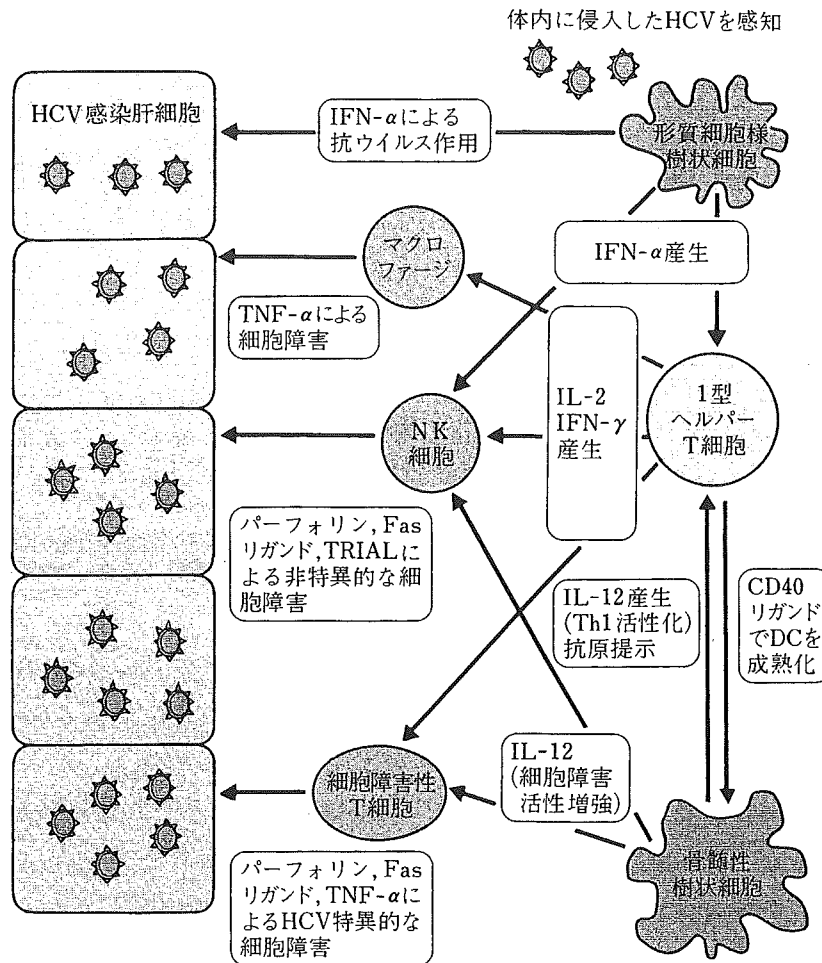 体内に侵入したHCVを感知
HCV感染肝細胞
IFN-αによる
抗ウイルス作用
形質細胞様
樹状細胞
マクロ
ファージ
IFN-α産生
TNF-αによる
細胞障害
IL-2
IFN-γ
産生
1型
ヘルパー
T細胞
NK
細胞
パーフォリン,Fas
リガンド,TRIALに
よる非特異的な細
胞障害
IL-12産生
(Th1活性化)
抗原提示
CD40
リガンド
でDCを
成熟化
IL-12
(細胞障害
活性増強)
細胞障害性
T細胞
骨髄性
樹状細胞
パーフォリン,Fas
リガンド,TNF-αに
よるHCV特異的な
細胞障害